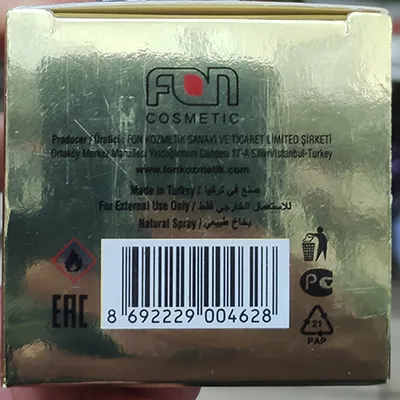 FON
COSMETIC
Producer / Üretici : FON KOZMETİK SANAYİ VE TİCARET LİMİTED ŞİRKETİ
Ortaköy Merkez Mahallesi Yeldeğirmeni Caddesi 17-A Silivri/İstanbul-Turkey
www.fonkozmetik.com
Made in Turkey / صنع في تركيا
For External Use Only / للاستعمال الخارجي فقط
Natural Spray / بخاخ طبيعي
EAC
PG
8 692229 004628
21
PAP